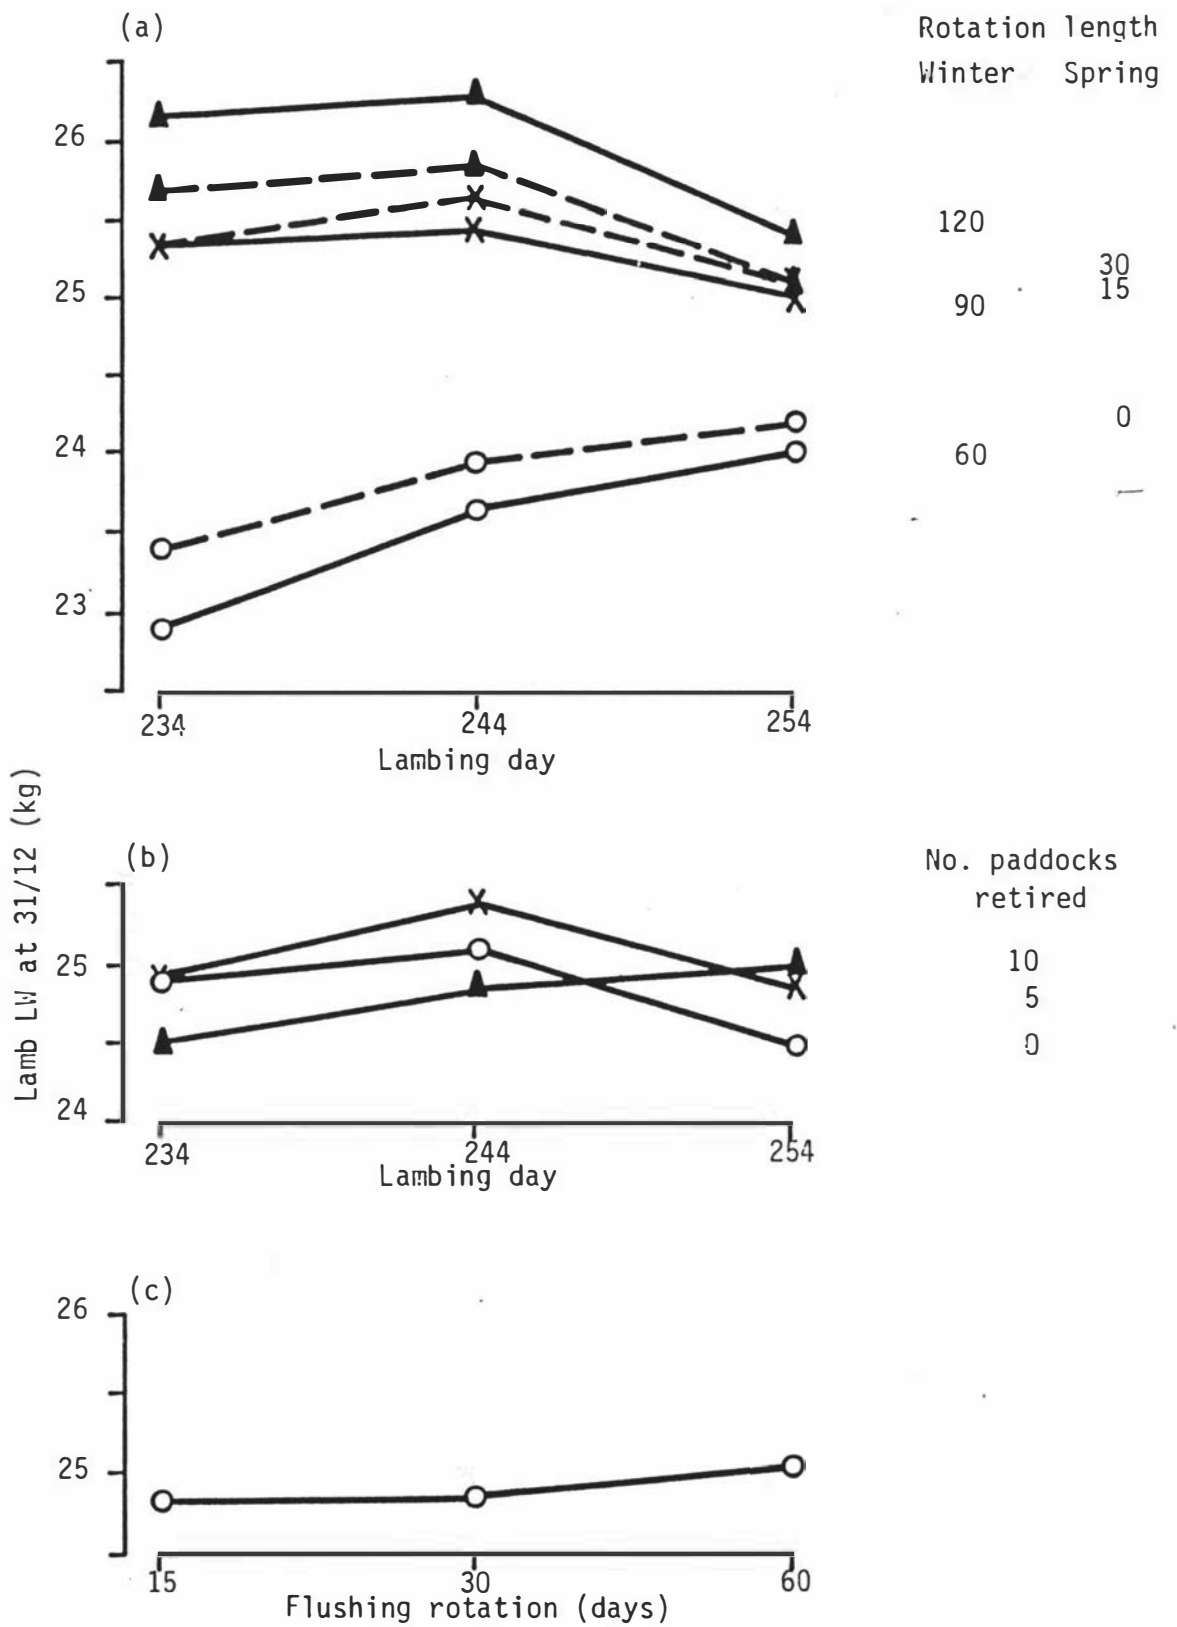 (a)
Rotation length
Winter Spring
26
25
24
23
120
30
15
90
0
60
234 244 254
Lambing day
Lamb LW at 31/12 (kg)
(b)
No. paddocks
retired
25
24
10
5
0
234 244 254
Lambing day
(c)
26
25
15 30 60
Flushing rotation (days)